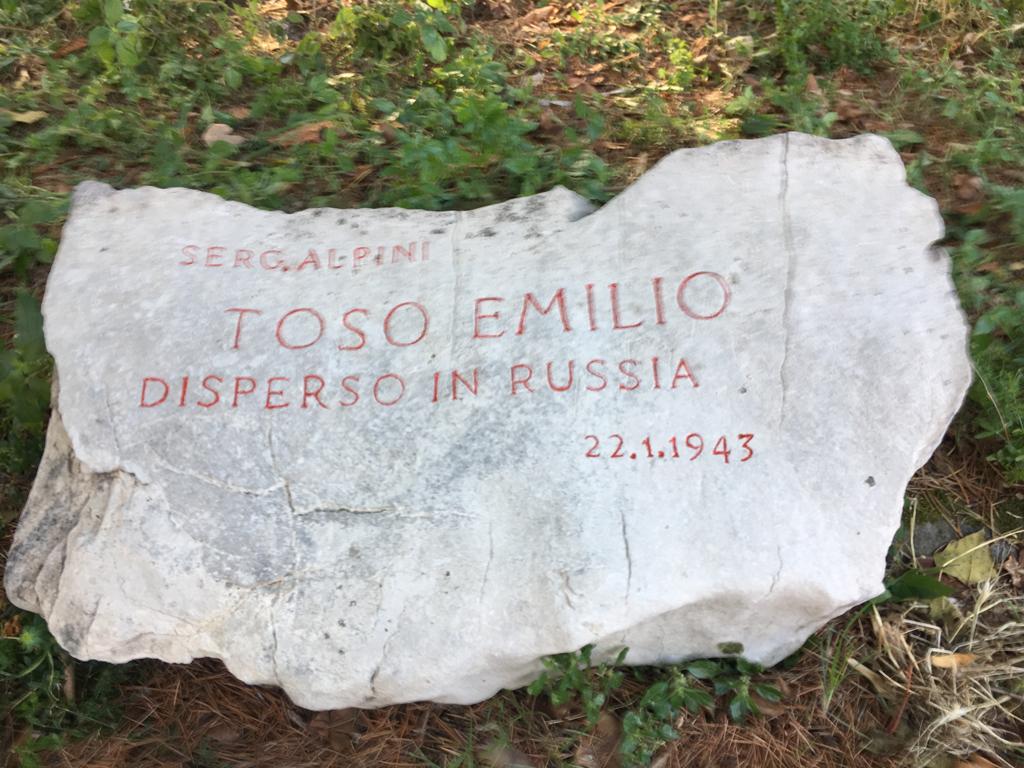 SERG. ALPINI
TOSO EMILIO
DISPERSO IN RUSSIA
22.1.1943